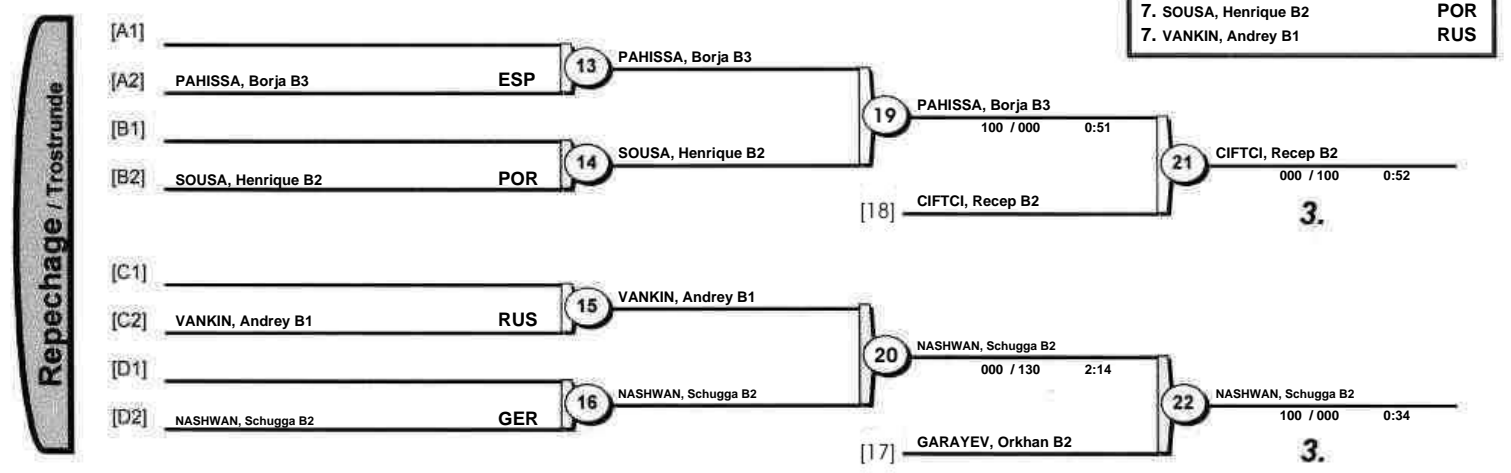 7. SOUSA, Henrique B2 POR
7. VANKIN, Andrey B1 RUS
Repechage / Trostrunde
[A1]
[A2] PAHISSA, Borja B3 ESP
13 PAHISSA, Borja B3
[B1]
[B2] SOUSA, Henrique B2 POR
14 SOUSA, Henrique B2
19 PAHISSA, Borja B3
100 / 000 0:51
[18] CIFTCI, Recep B2
21 CIFTCI, Recep B2
000 / 100 0:52
3.
[C1]
[C2] VANKIN, Andrey B1 RUS
15 VANKIN, Andrey B1
[D1]
[D2] NASHWAN, Schugga B2 GER
16 NASHWAN, Schugga B2
20 NASHWAN, Schugga B2
000 / 130 2:14
[17] GARAYEV, Orkhan B2
22 NASHWAN, Schugga B2
100 / 000 0:34
3.